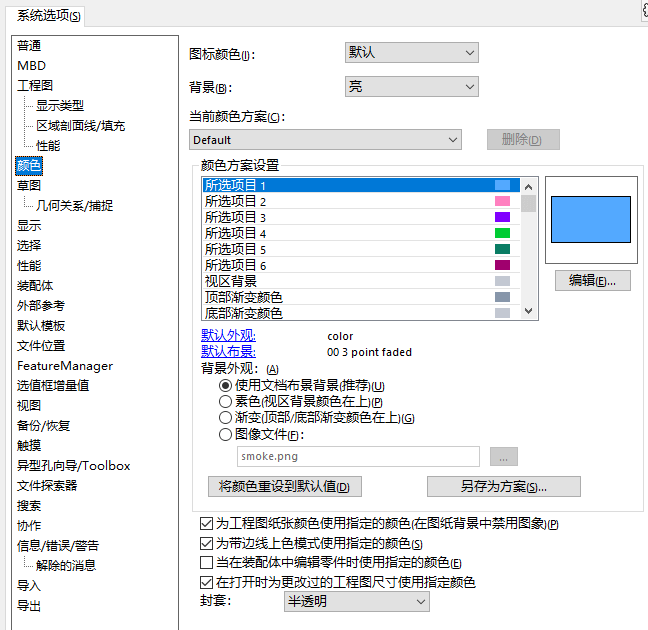 系统选项(S)
普通
MBD
工程图
显示类型
区域剖面线/填充
性能
颜色
草图
几何关系/捕捉
显示
选择
性能
装配体
外部参考
默认模板
文件位置
FeatureManager
选值框增量值
视图
备份/恢复
触摸
异型孔向导/Toolbox
文件探索器
搜索
协作
信息/错误/警告
解除的消息
导入
导出
图标颜色(I): 默认
背景(B): 亮
当前颜色方案(C):
Default 删除(D)
颜色方案设置
所选项目 1
所选项目 2
所选项目 3
所选项目 4
所选项目 5
所选项目 6
视区背景
顶部渐变颜色
底部渐变颜色
编辑(E)...
默认外观: color
默认布景: 00 3 point faded
背景外观: (A)
使用文档布景背景(推荐)(U)
素色(视区背景颜色在上)(P)
渐变(顶部/底部渐变颜色在上)(G)
图像文件(F):
smoke.png ...
将颜色重设到默认值(D) 另存为方案(S)...
为工程图纸张颜色使用指定的颜色(在图纸背景中禁用图象)(P)
为带边线上色模式使用指定的颜色(S)
当在装配体中编辑零件时使用指定的颜色(E)
在打开时为更改过的工程图尺寸使用指定颜色
封套: 半透明